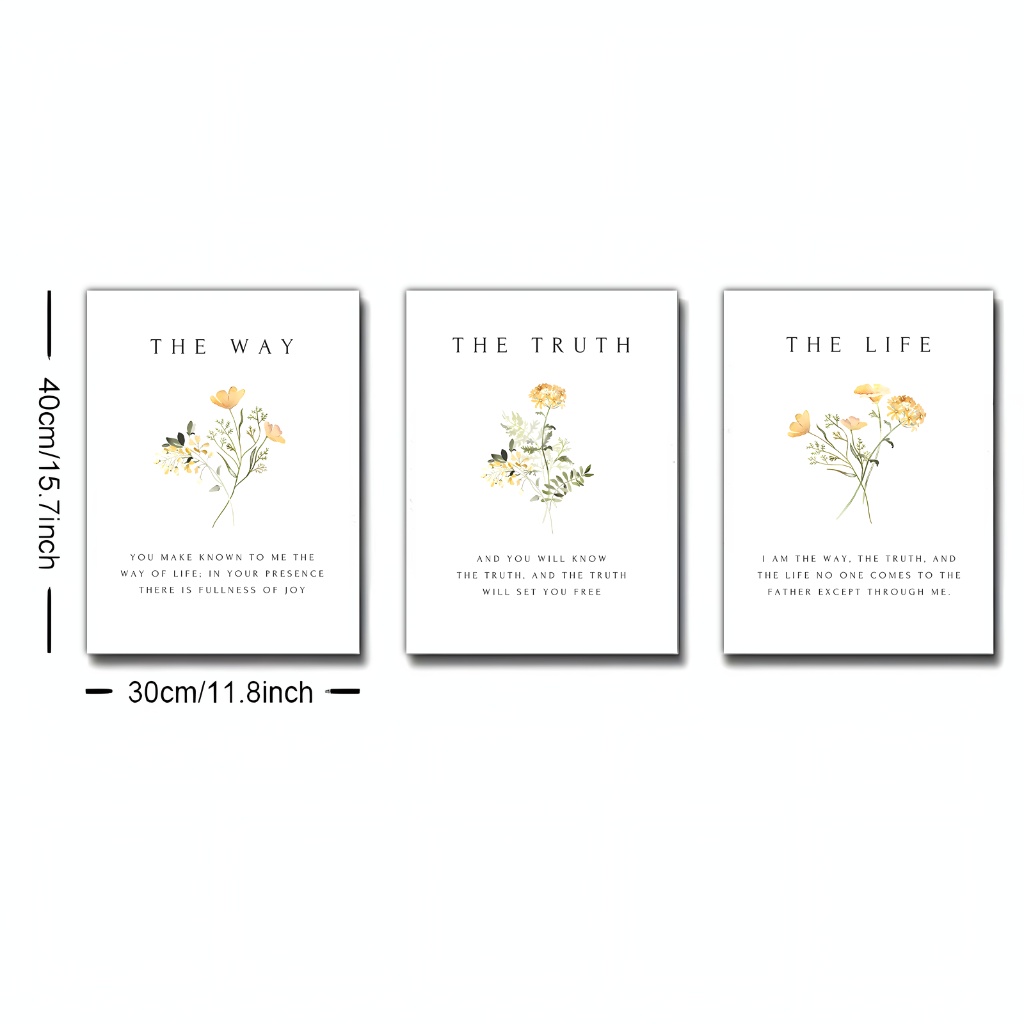 THE WAY
YOU MAKE KNOWN TO ME THE
WAY OF LIFE; IN YOUR PRESENCE
THERE IS FULLNESS OF JOY
THE TRUTH
AND YOU WILL KNOW
THE TRUTH, AND THE TRUTH
WILL SET YOU FREE
THE LIFE
I AM THE WAY, THE TRUTH, AND
THE LIFE NO ONE COMES TO THE
FATHER EXCEPT THROUGH ME.
40cm/15.7inch
30cm/11.8inch